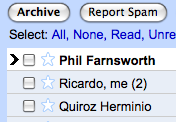 Archive Report Spam
Select: All, None, Read, Unre
Phil Farnsworth
Ricardo, me (2)
Quiroz Herminio